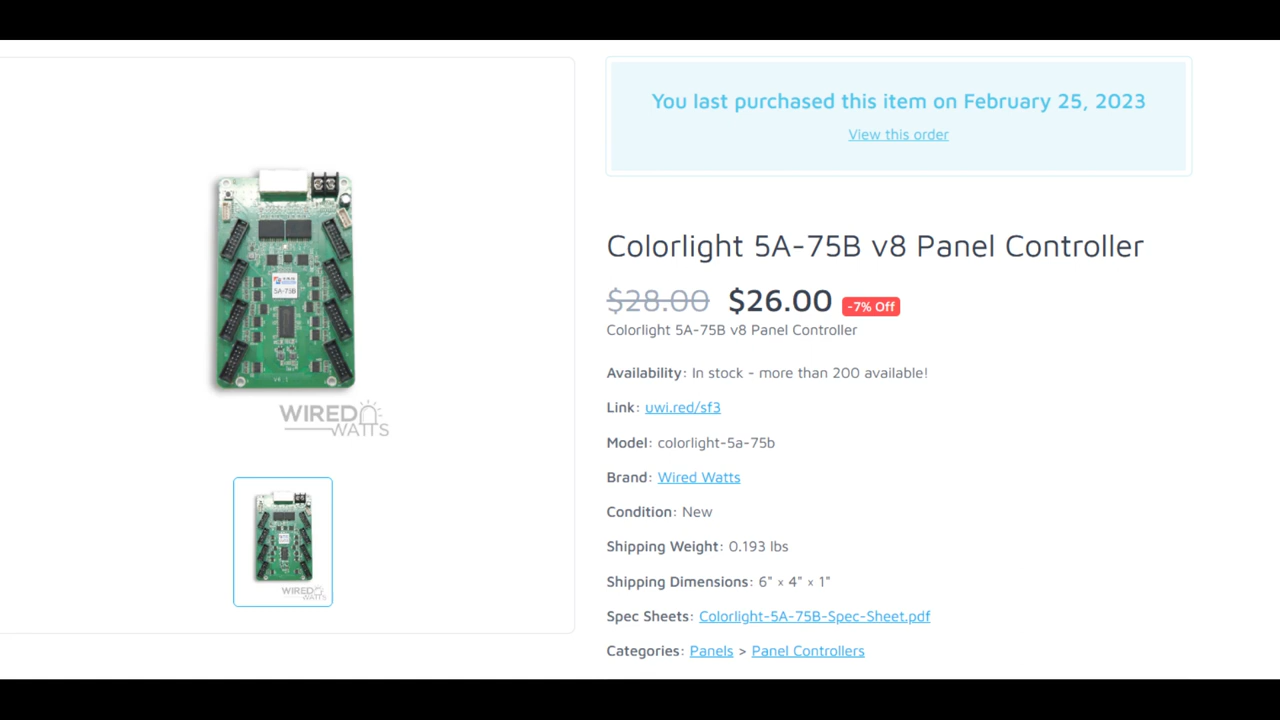 You last purchased this item on February 25, 2023
View this order
Colorlight 5A-75B v8 Panel Controller
$28.00 $26.00 -7% Off
Colorlight 5A-75B v8 Panel Controller
Availability: In stock - more than 200 available!
Link: uwi.red/sf3
Model: colorlight-5a-75b
Brand: Wired Watts
Condition: New
Shipping Weight: 0.193 lbs
Shipping Dimensions: 6" × 4" × 1"
Spec Sheets: Colorlight-5A-75B-Spec-Sheet.pdf
Categories: Panels > Panel Controllers
5A-75B
WIRED
WATTS
WIRED
WATTS